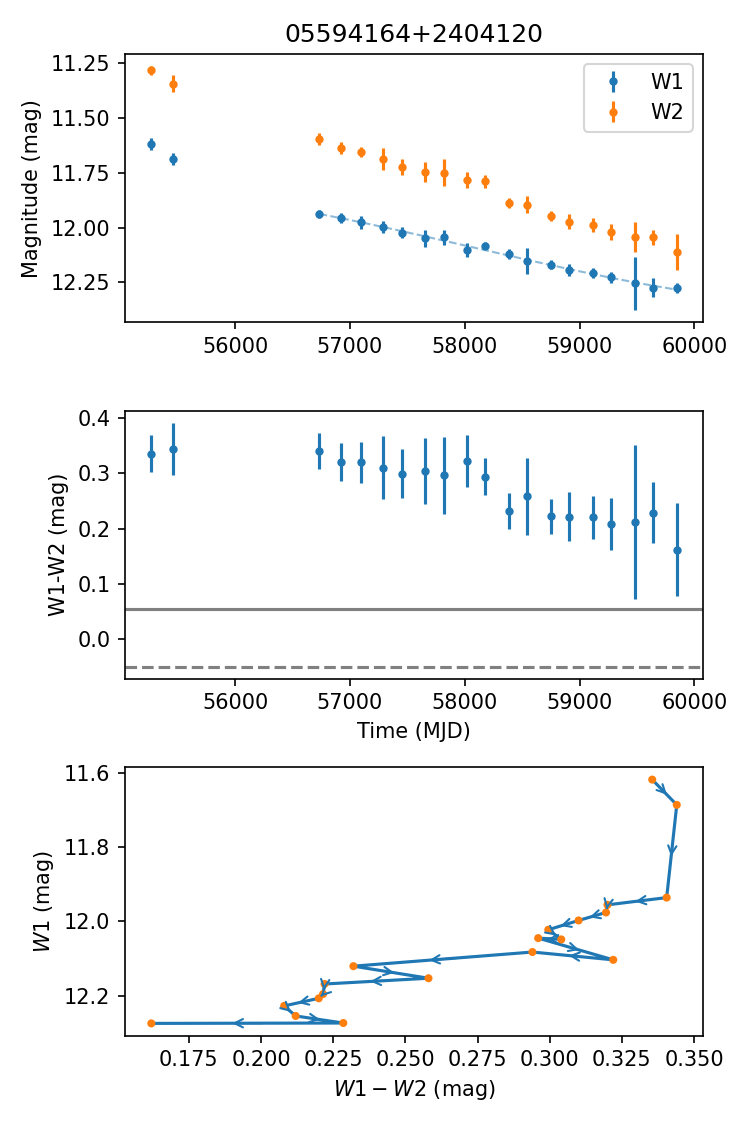 05594164+2404120
Magnitude (mag)
11.25
11.50
11.75
12.00
12.25
W1
W2
56000 57000 58000 59000 60000
W1-W2 (mag)
0.4
0.3
0.2
0.1
0.0
56000 57000 58000 59000 60000
Time (MJD)
W1 (mag)
11.6
11.8
12.0
12.2
0.175 0.200 0.225 0.250 0.275 0.300 0.325 0.350
W1 − W2 (mag)